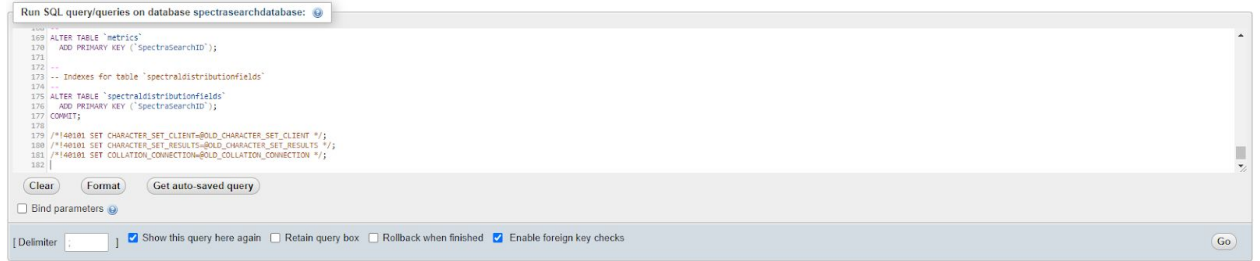 Run SQL query/queries on database spectrasearchdatabase:
168 --
169 ALTER TABLE `metrics`
170 ADD PRIMARY KEY (`SpectraSearchID`);
171
172 --
173 -- Indexes for table `spectraldistributionfields`
174 --
175 ALTER TABLE `spectraldistributionfields`
176 ADD PRIMARY KEY (`SpectraSearchID`);
177 COMMIT;
178
179 /*!40101 SET CHARACTER_SET_CLIENT=@OLD_CHARACTER_SET_CLIENT */;
180 /*!40101 SET CHARACTER_SET_RESULTS=@OLD_CHARACTER_SET_RESULTS */;
181 /*!40101 SET COLLATION_CONNECTION=@OLD_COLLATION_CONNECTION */;
182
Clear Format Get auto-saved query
Bind parameters
[ Delimiter ; ] Show this query here again Retain query box Rollback when finished Enable foreign key checks Go